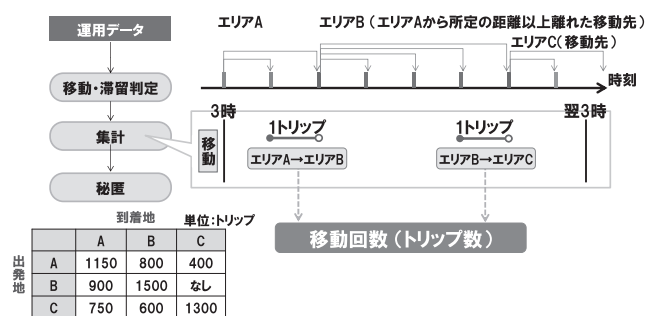 運用データ
移動・滞留判定
集計
秘匿
エリアA
エリアB(エリアAから所定の距離以上離れた移動先)
エリアC(移動先)
時刻
3時
翌3時
移動
1トリップ
1トリップ
エリアA→エリアB
エリアB→エリアC
移動回数(トリップ数)
到着地
単位:トリップ
出発地
A B C
A 1150 800 400
B 900 1500 なし
C 750 600 1300